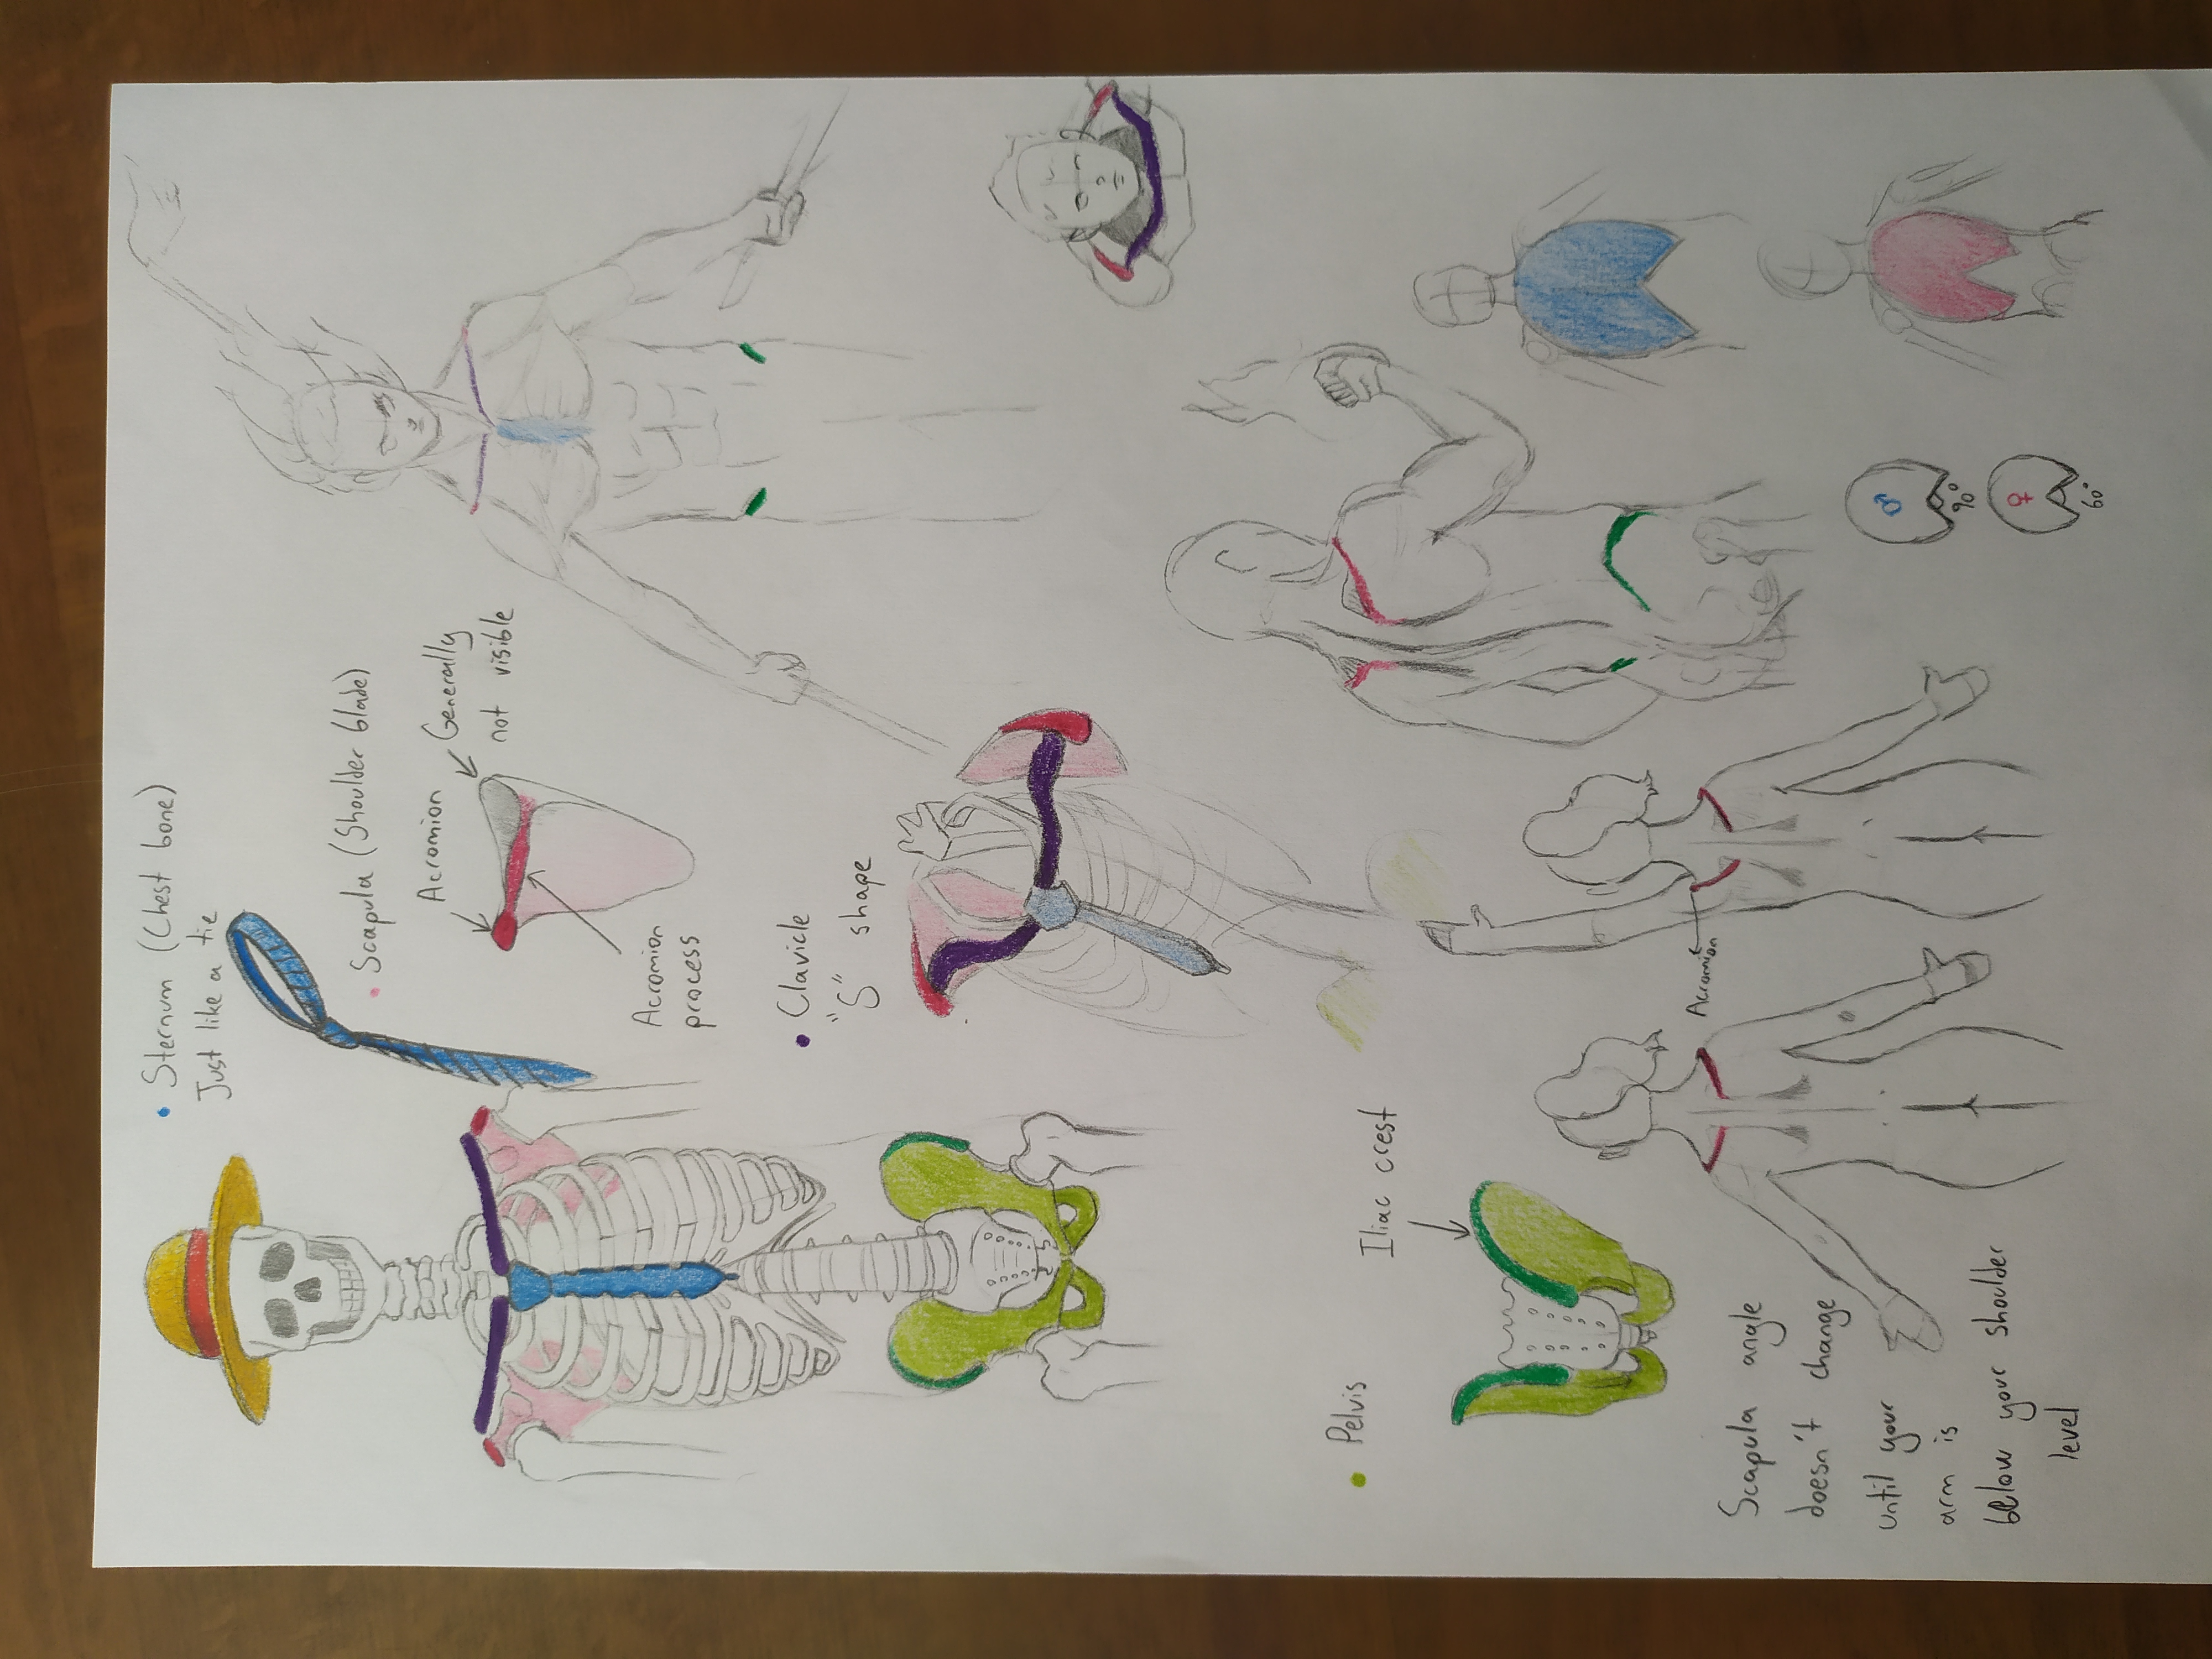 • Sternum (Chest bone)
Just like a tie
• Scapula (Shoulder blade)
Acromion
Generally
not visible
Acromion
process
• Clavicle
"S" shape
• Pelvis
Iliac crest
Acromion
Scapula angle
doesn't change
until your
arm is
below your shoulder
level
♂
90°
♀
60°